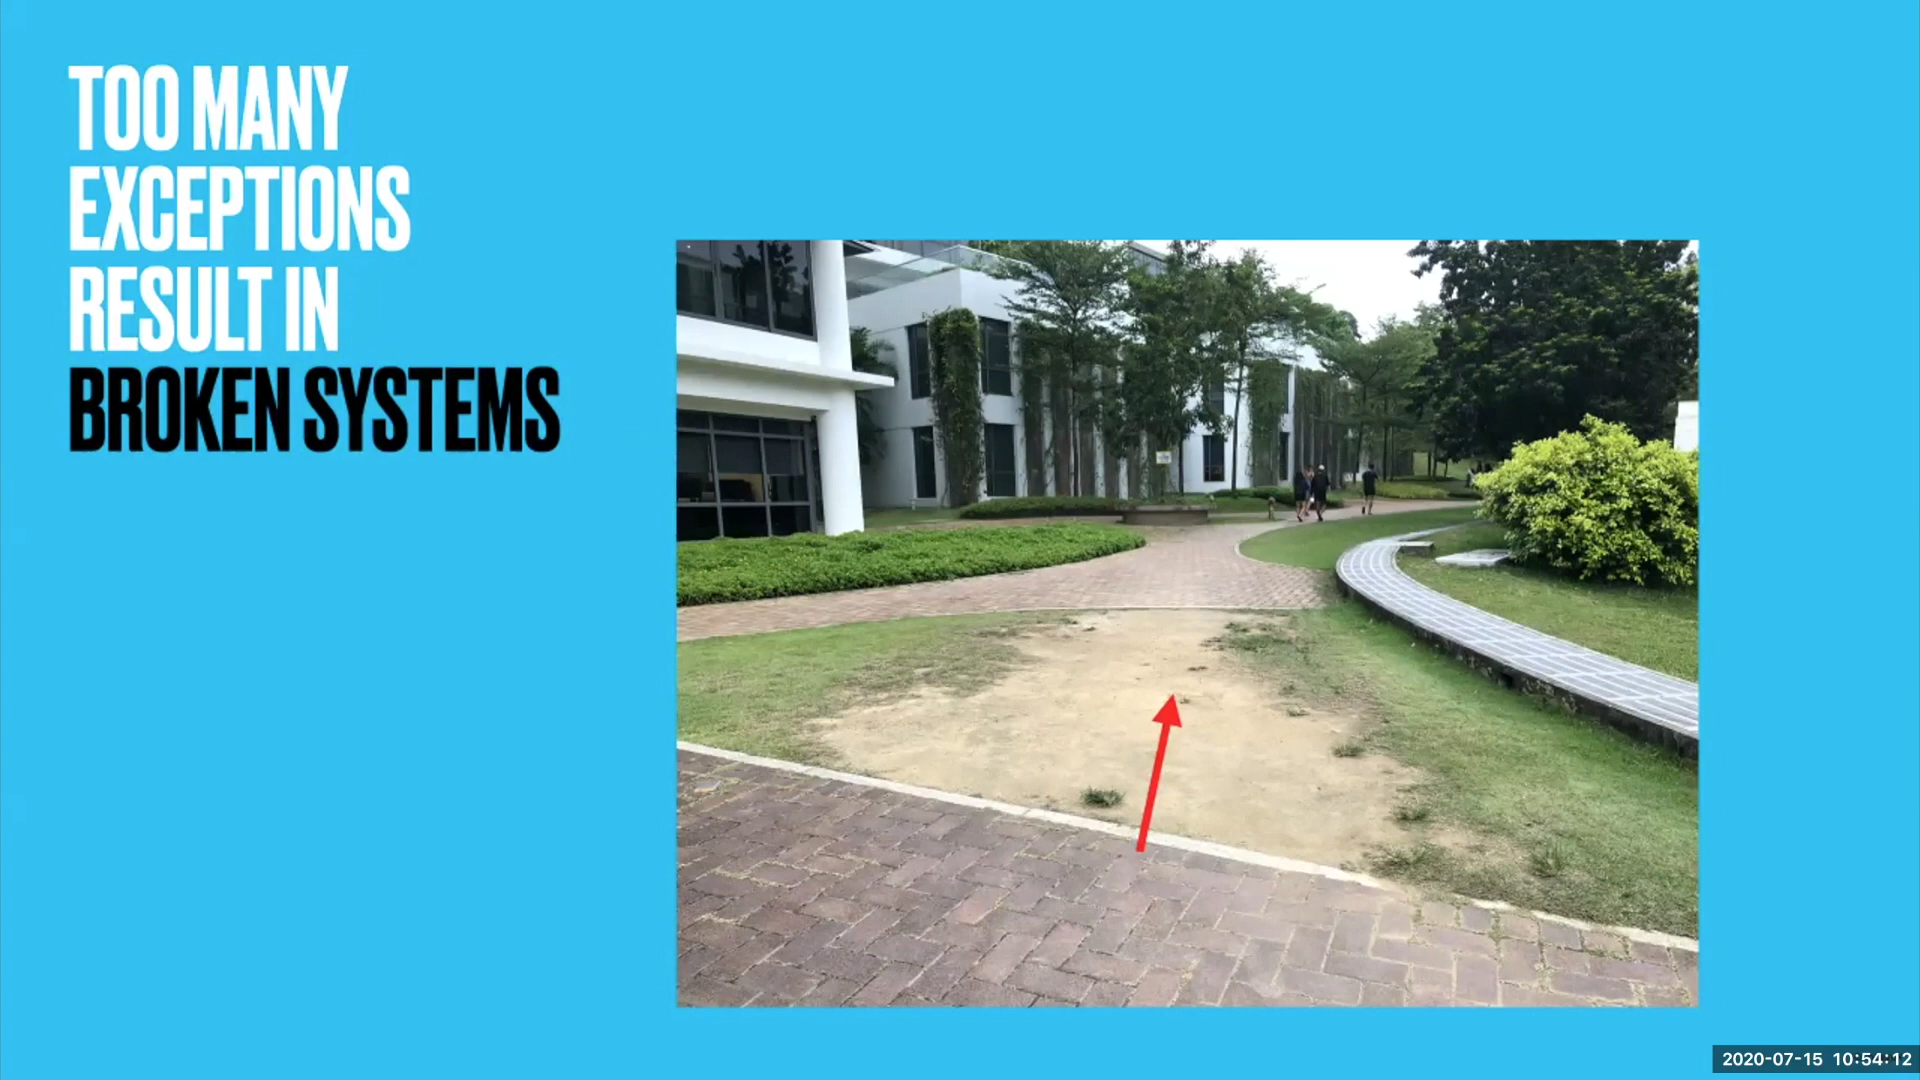 TOO MANY
EXCEPTIONS
RESULT IN
BROKEN SYSTEMS
2020-07-15 10:54:12